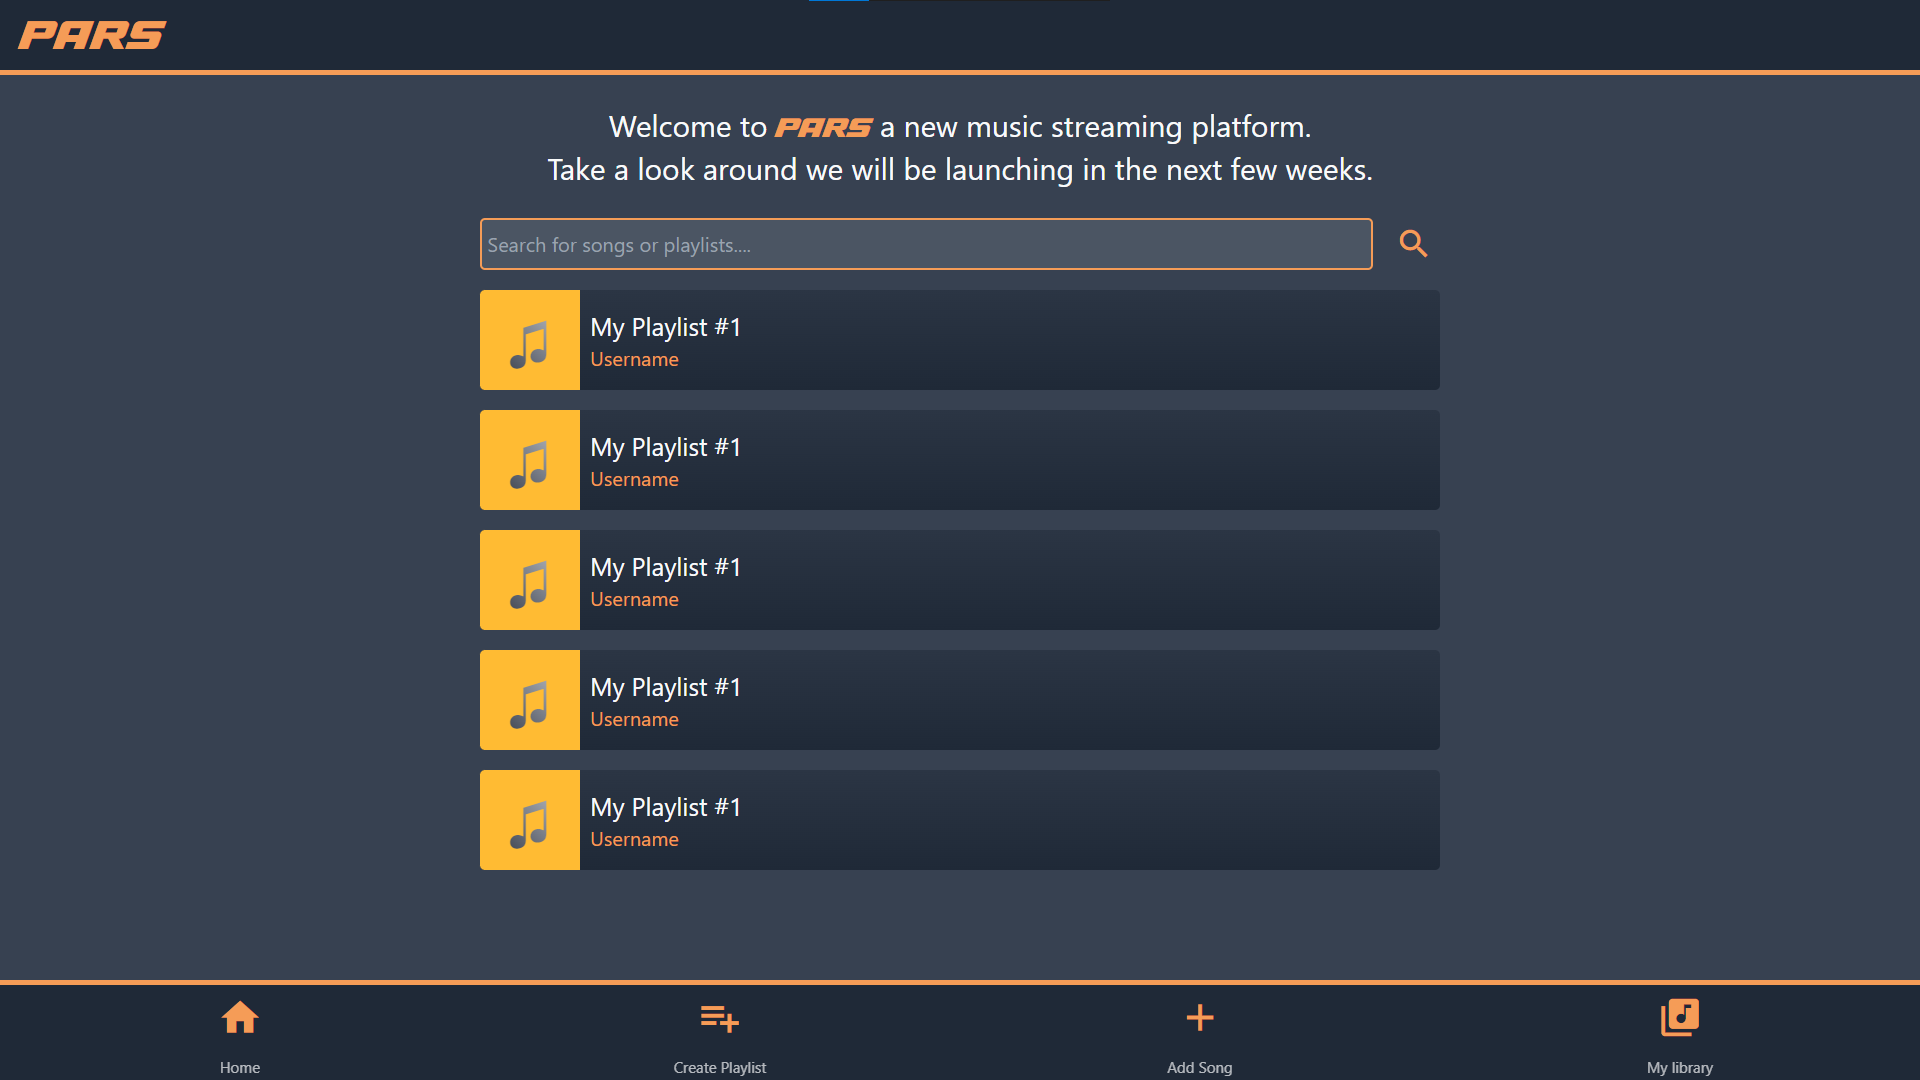 PARS
Welcome to PARS a new music streaming platform.
Take a look around we will be launching in the next few weeks.
Search for songs or playlists....
My Playlist #1
Username
My Playlist #1
Username
My Playlist #1
Username
My Playlist #1
Username
My Playlist #1
Username
Home
Create Playlist
Add Song
My library